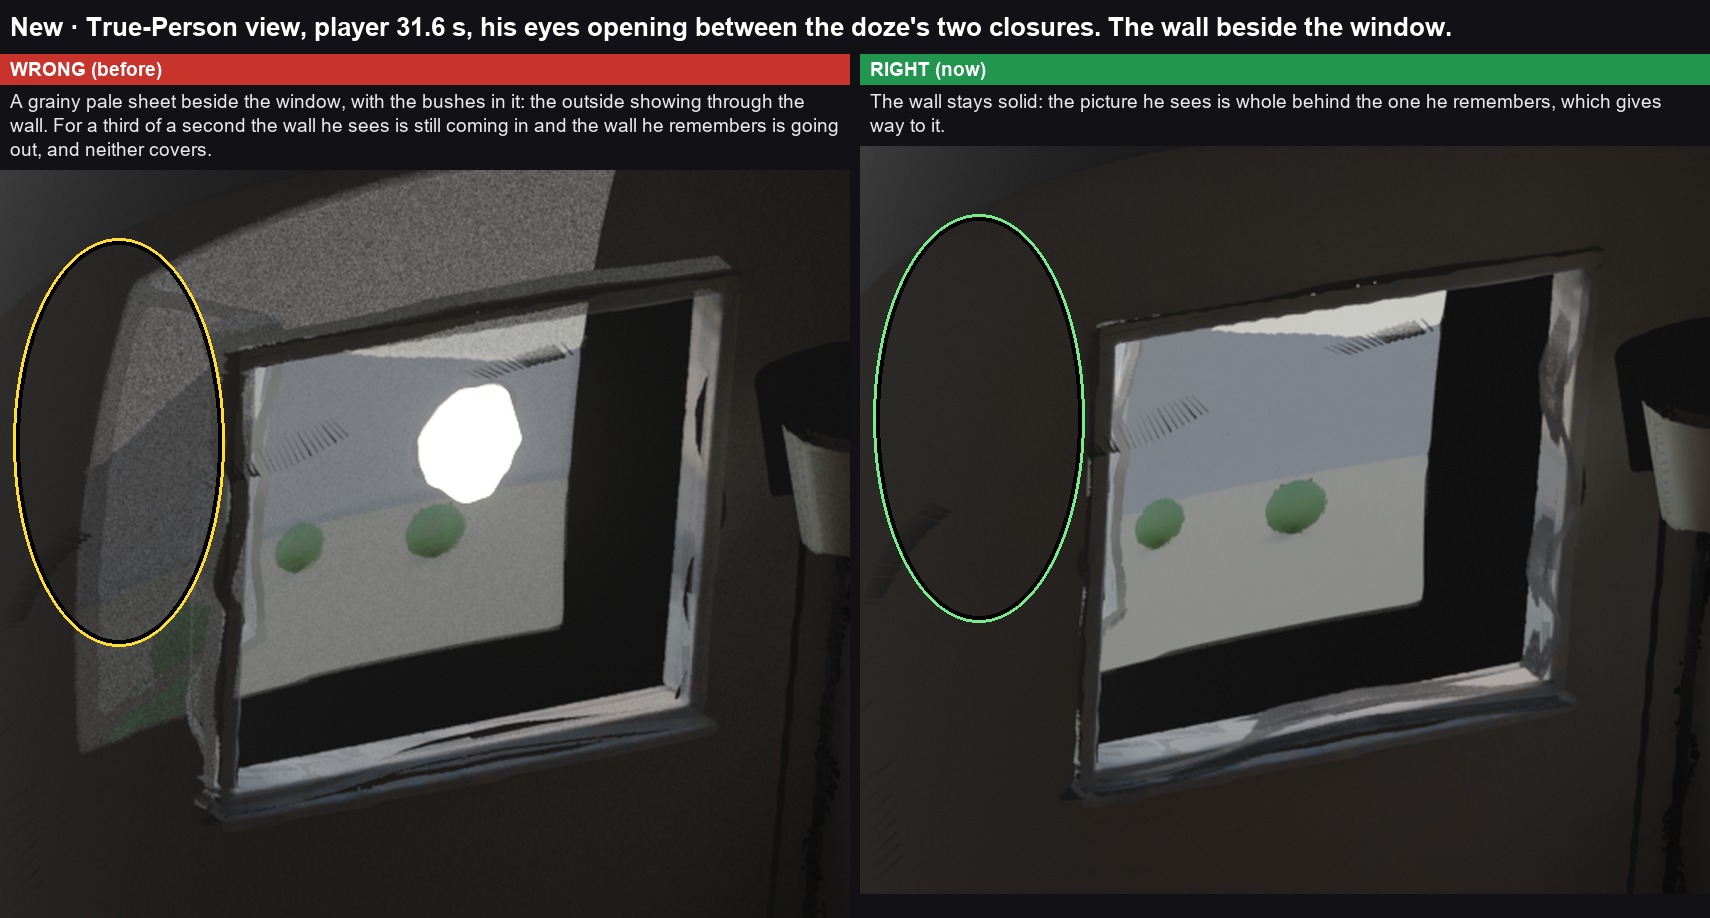 New · True-Person view, player 31.6 s, his eyes opening between the doze's two closures. The wall beside the window.
WRONG (before)
A grainy pale sheet beside the window, with the bushes in it: the outside showing through the
wall. For a third of a second the wall he sees is still coming in and the wall he remembers is going
out, and neither covers.
RIGHT (now)
The wall stays solid: the picture he sees is whole behind the one he remembers, which gives
way to it.